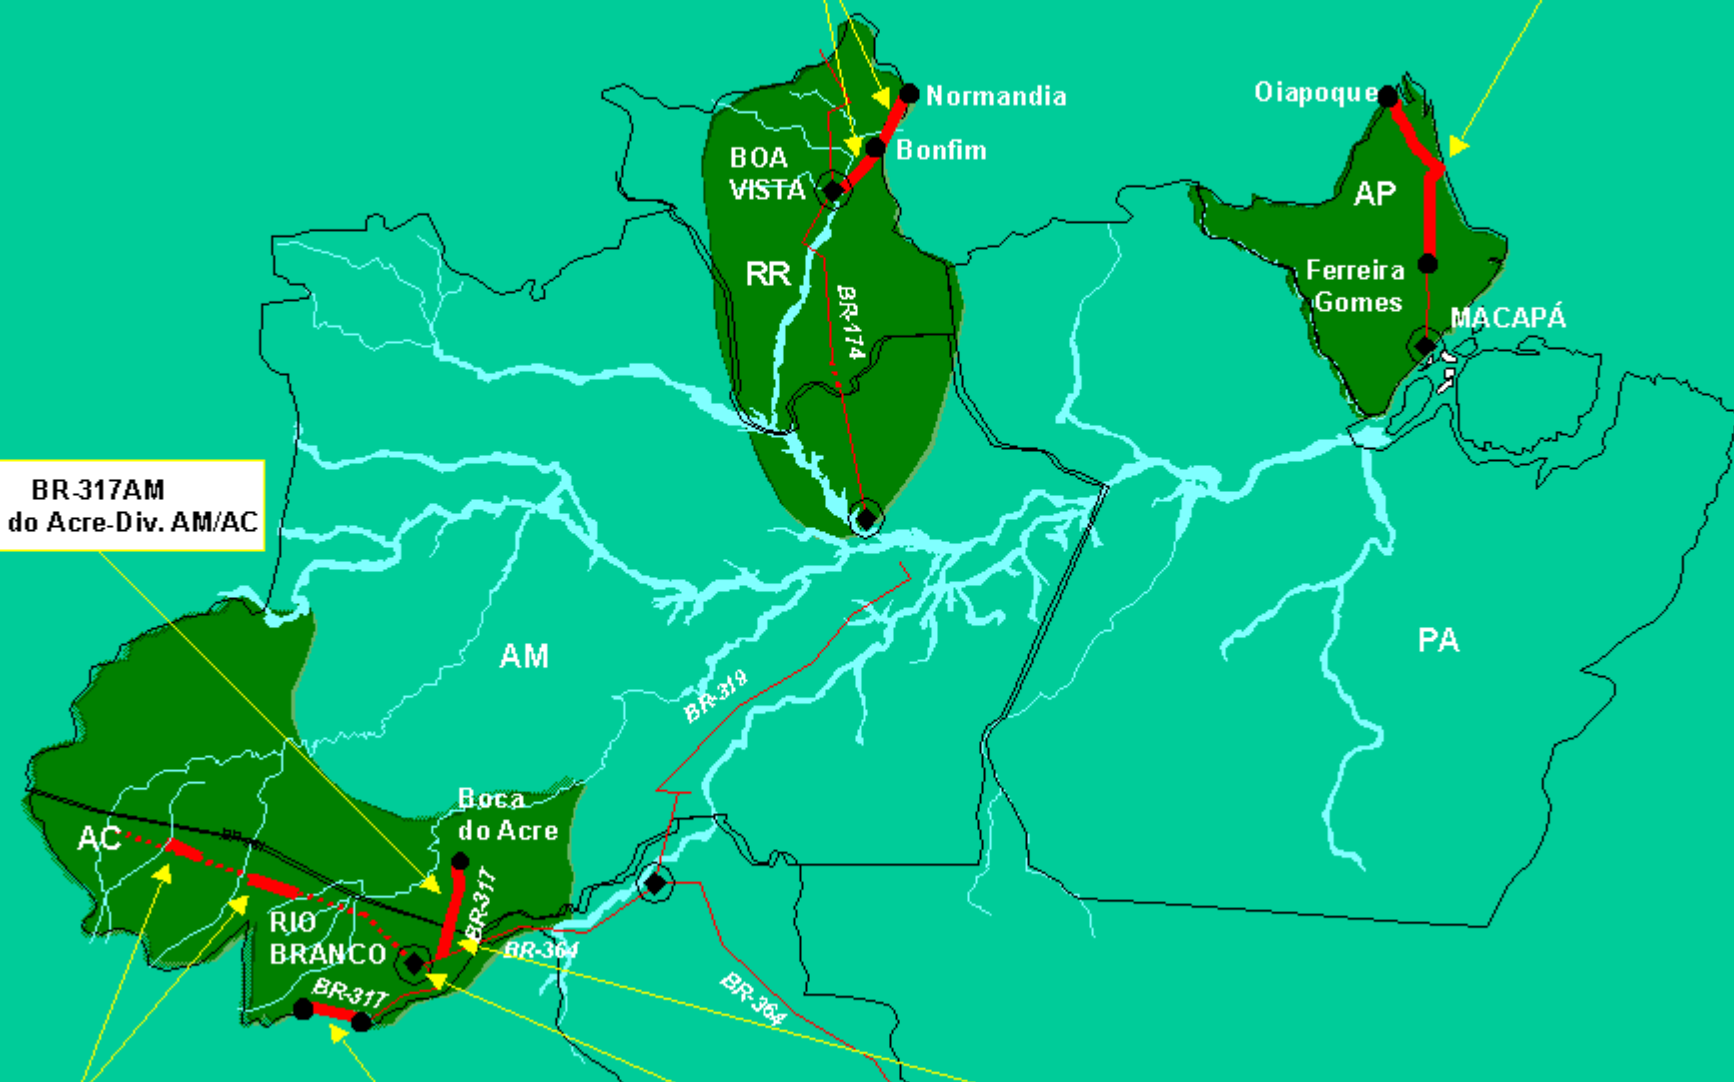 Normandia
Oiapoque
Bonfim
BOA
VISTA
AP
RR
Ferreira
Gomes
BR-174
MACAPÁ
BR-317AM
do Acre-Div. AM/AC
AM
PA
BR-319
Boca
do Acre
AC
BR-317
RIO
BRANCO
BR-364
BR-317
BR-364